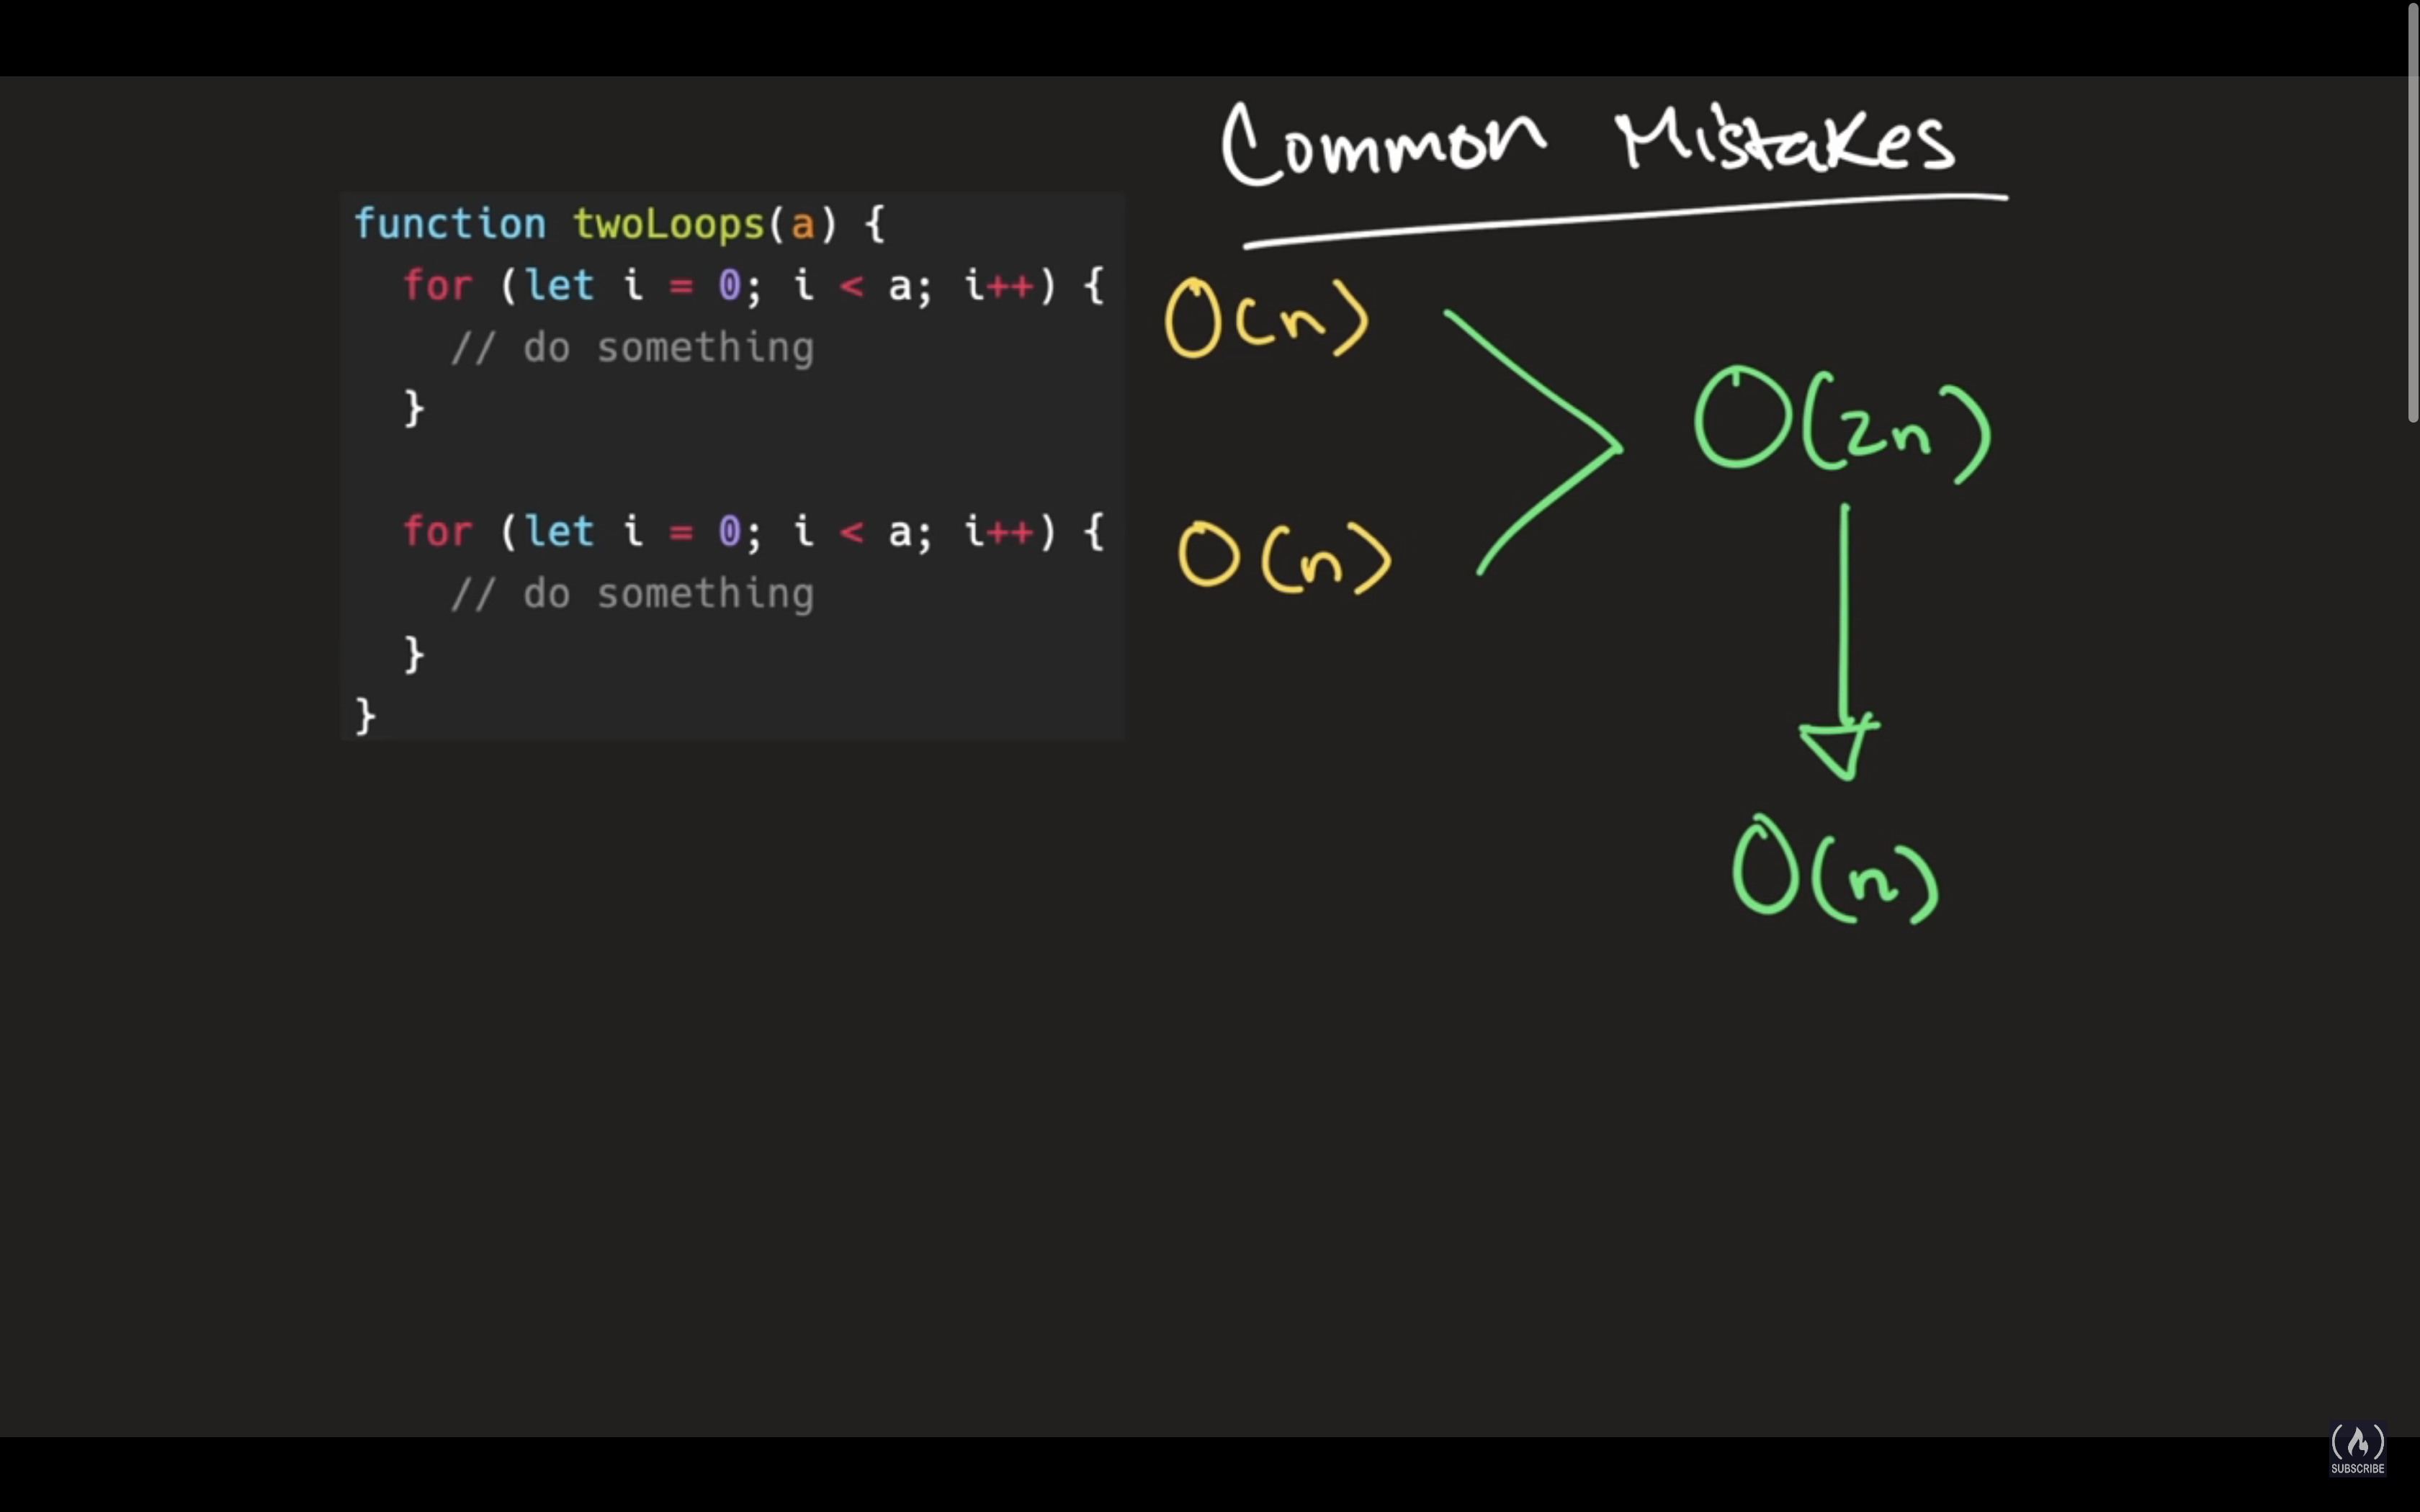 Common Mistakes
function twoLoops(a) {
for (let i = 0; i < a; i++) {
// do something
}
for (let i = 0; i < a; i++) {
// do something
}
}
O(n)
O(n)
O(2n)
O(n)
SUBSCRIBE